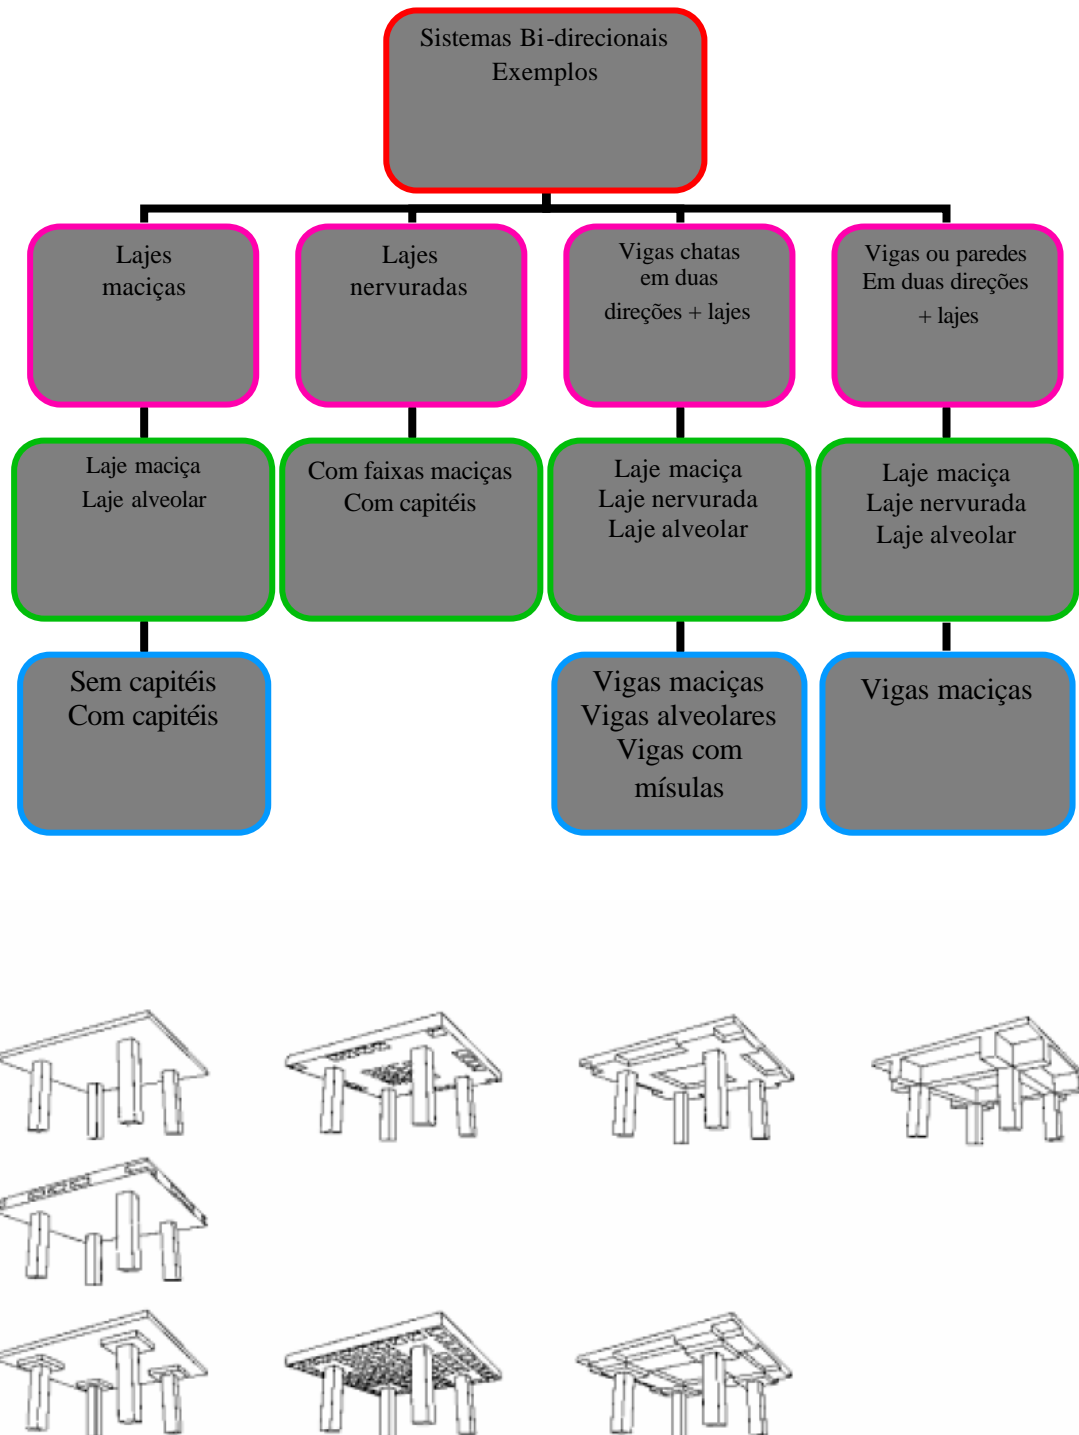 Sistemas Bi-direcionais
Exemplos
Lajes
maciças
Lajes
nervuradas
Vigas chatas
em duas
direções + lajes
Vigas ou paredes
Em duas direções
+ lajes
Laje maciça
Laje alveolar
Com faixas maciças
Com capitéis
Laje maciça
Laje nervurada
Laje alveolar
Laje maciça
Laje nervurada
Laje alveolar
Sem capitéis
Com capitéis
Vigas maciças
Vigas alveolares
Vigas com
mísulas
Vigas maciças